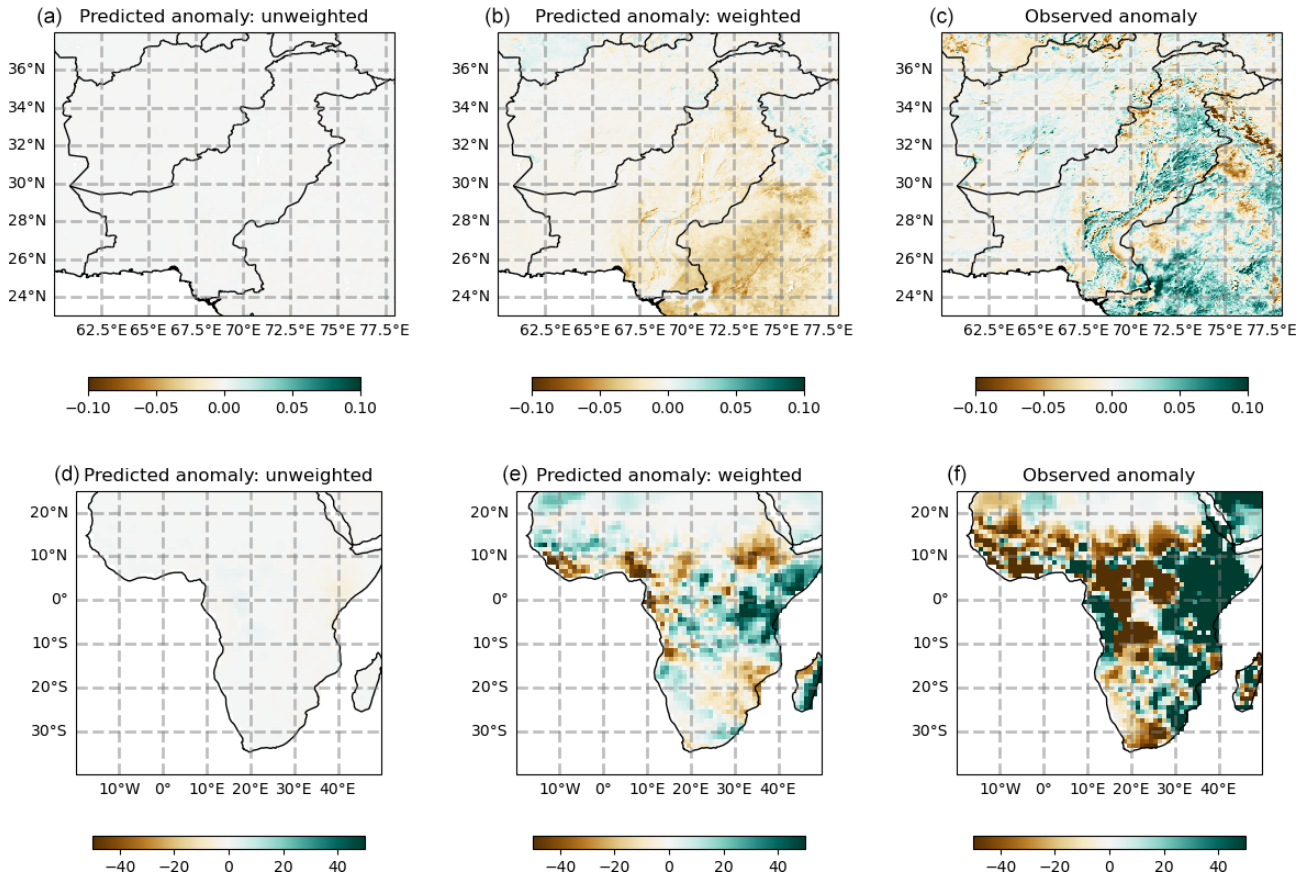 (a) Predicted anomaly: unweighted
(b) Predicted anomaly: weighted
(c) Observed anomaly
36°N 36°N 36°N
34°N 34°N 34°N
32°N 32°N 32°N
30°N 30°N 30°N
28°N 28°N 28°N
26°N 26°N 26°N
24°N 24°N 24°N
62.5°E 65°E 67.5°E 70°E 72.5°E 75°E 77.5°E 62.5°E 65°E 67.5°E 70°E 72.5°E 75°E 77.5°E 62.5°E 65°E 67.5°E 70°E 72.5°E 75°E 77.5°E
−0.10 −0.05 0.00 0.05 0.10 −0.10 −0.05 0.00 0.05 0.10 −0.10 −0.05 0.00 0.05 0.10
(d) Predicted anomaly: unweighted
(e) Predicted anomaly: weighted
(f) Observed anomaly
20°N 20°N 20°N
10°N 10°N 10°N
0° 0° 0°
10°S 10°S 10°S
20°S 20°S 20°S
30°S 30°S 30°S
10°W 0° 10°E 20°E 30°E 40°E 10°W 0° 10°E 20°E 30°E 40°E 10°W 0° 10°E 20°E 30°E 40°E
−40 −20 0 20 40 −40 −20 0 20 40 −40 −20 0 20 40